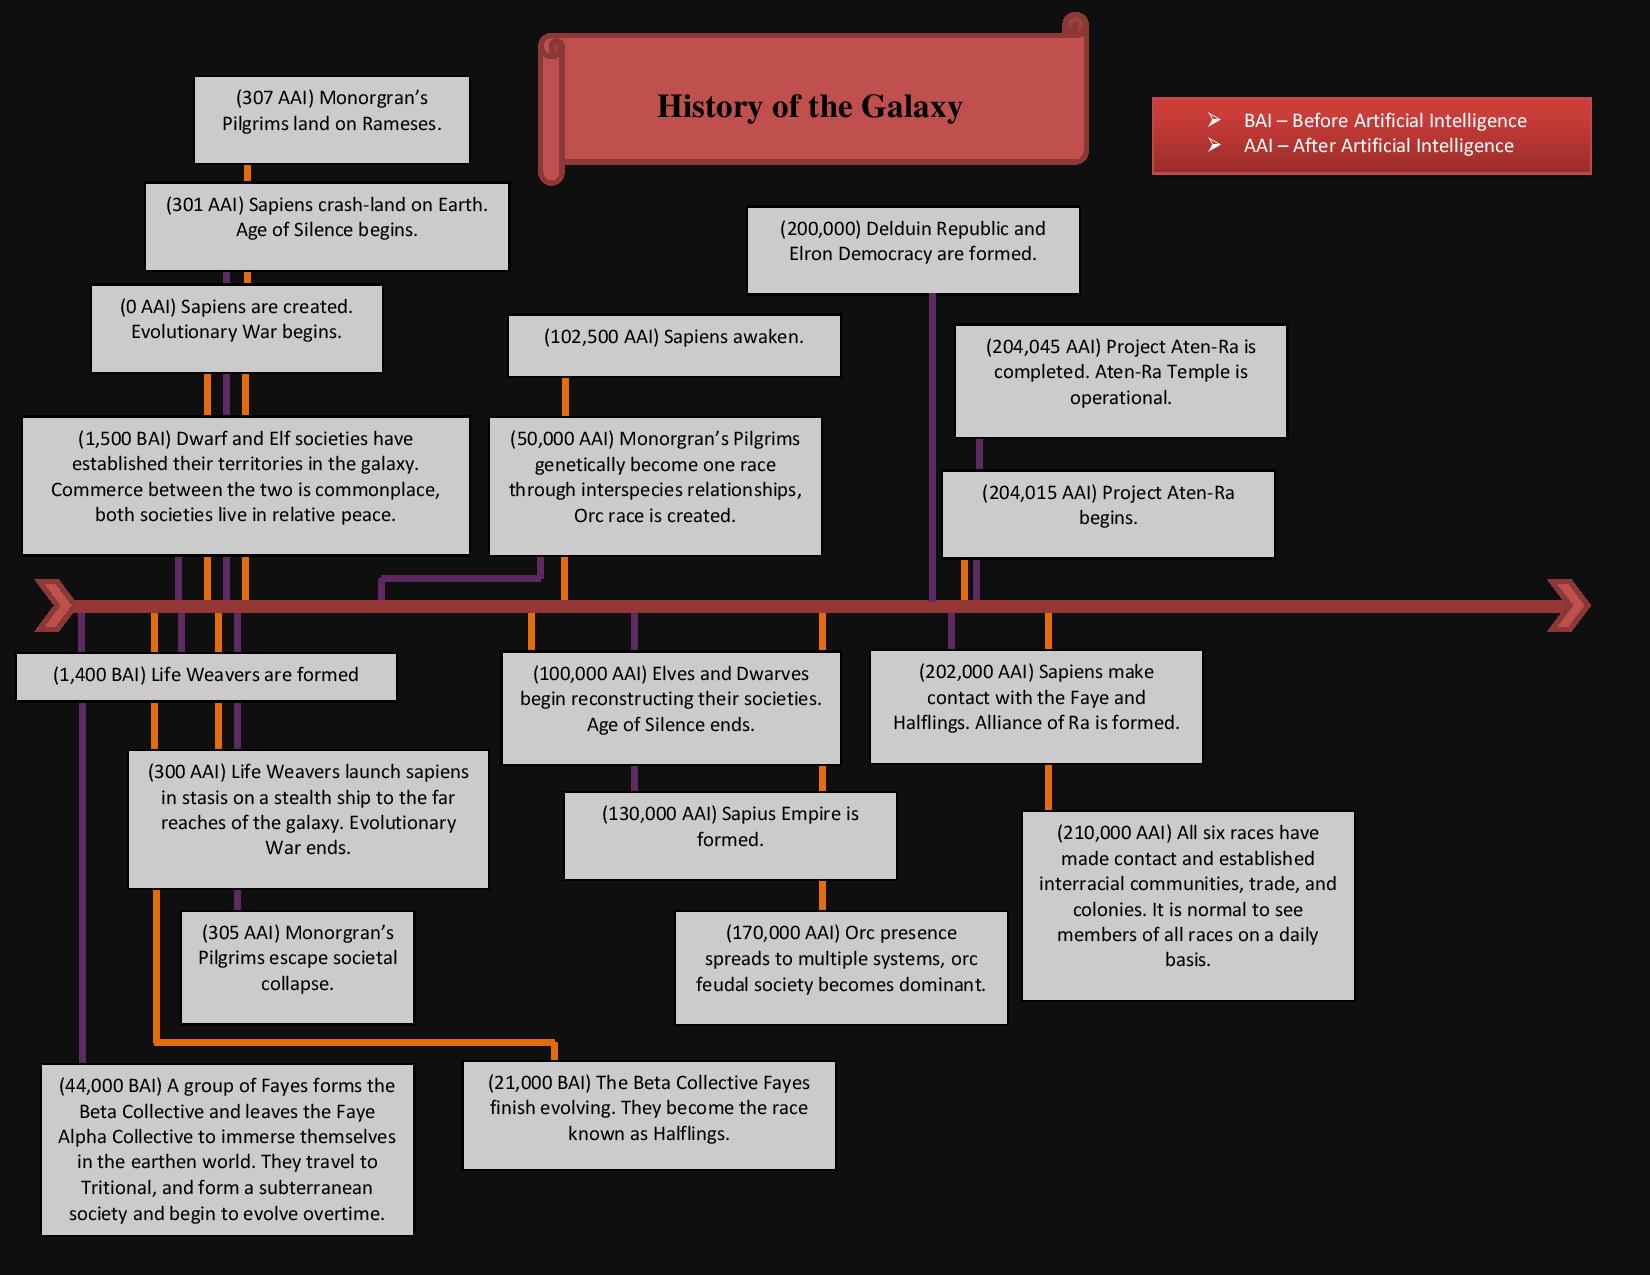 History of the Galaxy
➢ BAI – Before Artificial Intelligence
➢ AAI – After Artificial Intelligence
(307 AAI) Monorgran’s
Pilgrims land on Rameses.
(301 AAI) Sapiens crash-land on Earth.
Age of Silence begins.
(0 AAI) Sapiens are created.
Evolutionary War begins.
(1,500 BAI) Dwarf and Elf societies have
established their territories in the galaxy.
Commerce between the two is commonplace,
both societies live in relative peace.
(102,500 AAI) Sapiens awaken.
(50,000 AAI) Monorgran’s Pilgrims
genetically become one race
through interspecies relationships,
Orc race is created.
(200,000) Delduin Republic and
Elron Democracy are formed.
(204,045 AAI) Project Aten-Ra is
completed. Aten-Ra Temple is
operational.
(204,015 AAI) Project Aten-Ra
begins.
(1,400 BAI) Life Weavers are formed
(300 AAI) Life Weavers launch sapiens
in stasis on a stealth ship to the far
reaches of the galaxy. Evolutionary
War ends.
(305 AAI) Monorgran’s
Pilgrims escape societal
collapse.
(44,000 BAI) A group of Fayes forms the
Beta Collective and leaves the Faye
Alpha Collective to immerse themselves
in the earthen world. They travel to
Tritional, and form a subterranean
society and begin to evolve overtime.
(21,000 BAI) The Beta Collective Fayes
finish evolving. They become the race
known as Halflings.
(100,000 AAI) Elves and Dwarves
begin reconstructing their societies.
Age of Silence ends.
(130,000 AAI) Sapius Empire is
formed.
(170,000 AAI) Orc presence
spreads to multiple systems, orc
feudal society becomes dominant.
(202,000 AAI) Sapiens make
contact with the Faye and
Halflings. Alliance of Ra is formed.
(210,000 AAI) All six races have
made contact and established
interracial communities, trade, and
colonies. It is normal to see
members of all races on a daily
basis.